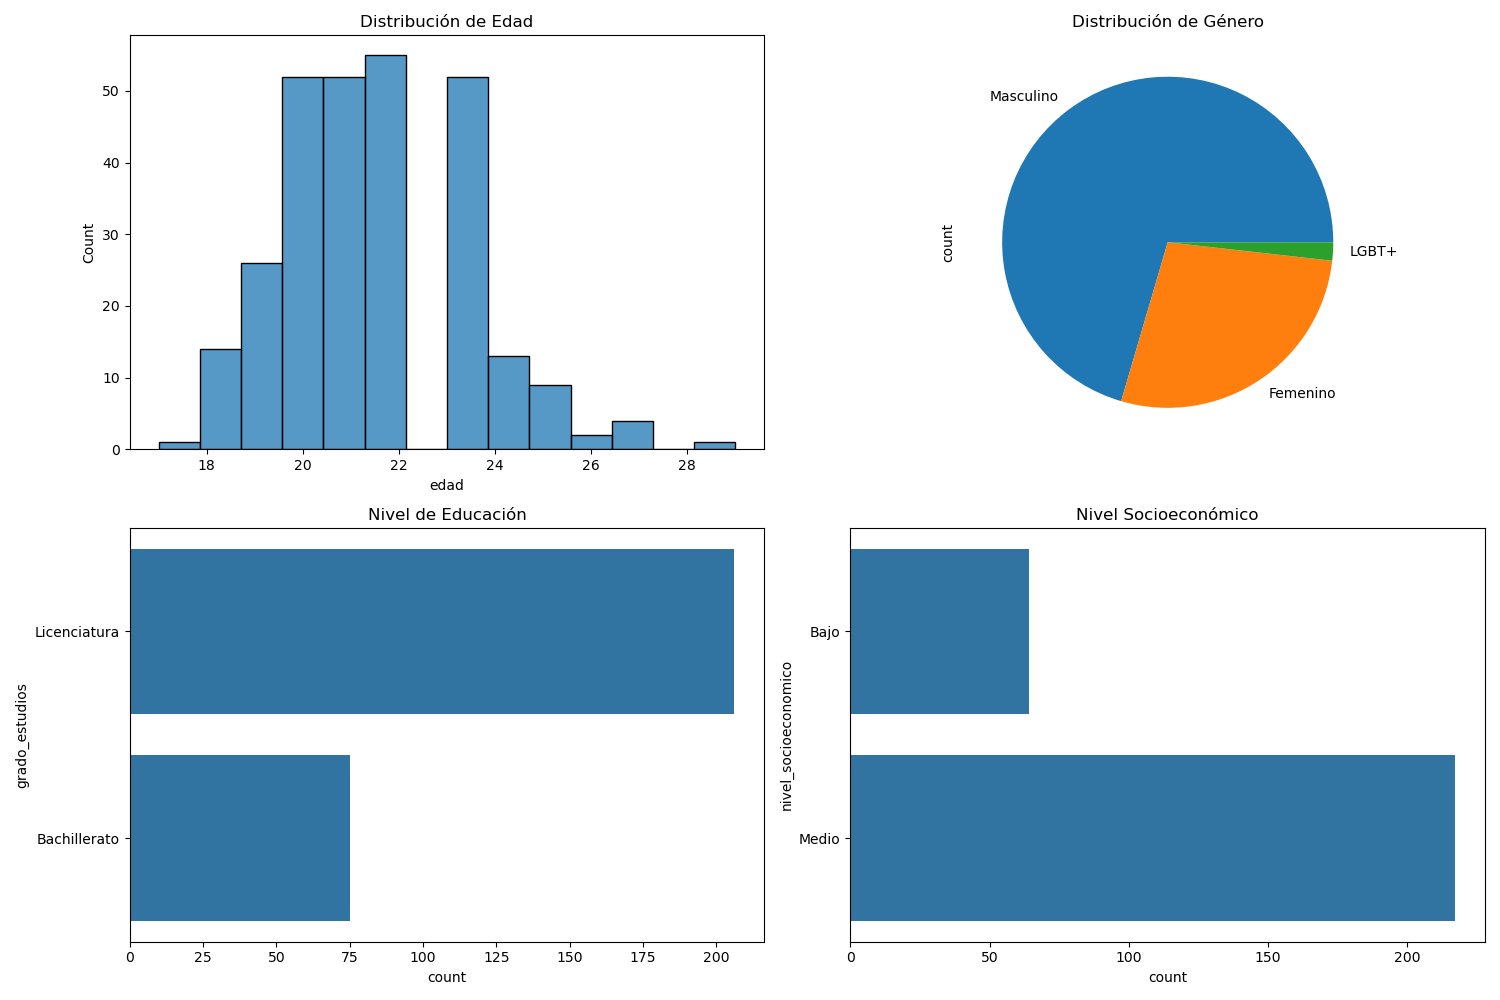 Distribución de Edad
Count
50
40
30
20
10
0
18
20
22
24
26
28
edad
Distribución de Género
count
Masculino
LGBT+
Femenino
Nivel de Educación
grado_estudios
Licenciatura
Bachillerato
0
25
50
75
100
125
150
175
200
count
Nivel Socioeconómico
nivel_socioeconomico
Bajo
Medio
0
50
100
150
200
count